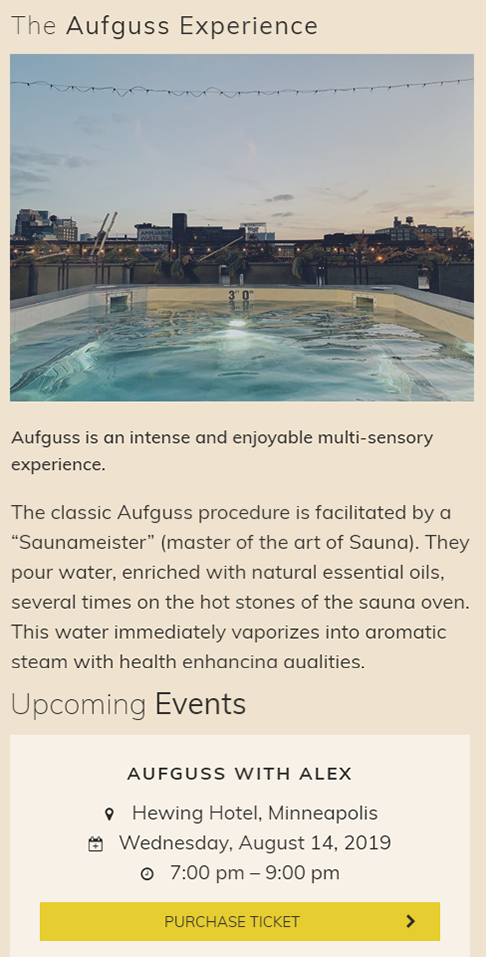 The Aufguss Experience
3'0"
Aufguss is an intense and enjoyable multi-sensory
experience.
The classic Aufguss procedure is facilitated by a
“Saunameister” (master of the art of Sauna). They
pour water, enriched with natural essential oils,
several times on the hot stones of the sauna oven.
This water immediately vaporizes into aromatic
steam with health enhancing qualities.
Upcoming Events
AUFGUSS WITH ALEX
Hewing Hotel, Minneapolis
Wednesday, August 14, 2019
7:00 pm – 9:00 pm
PURCHASE TICKET